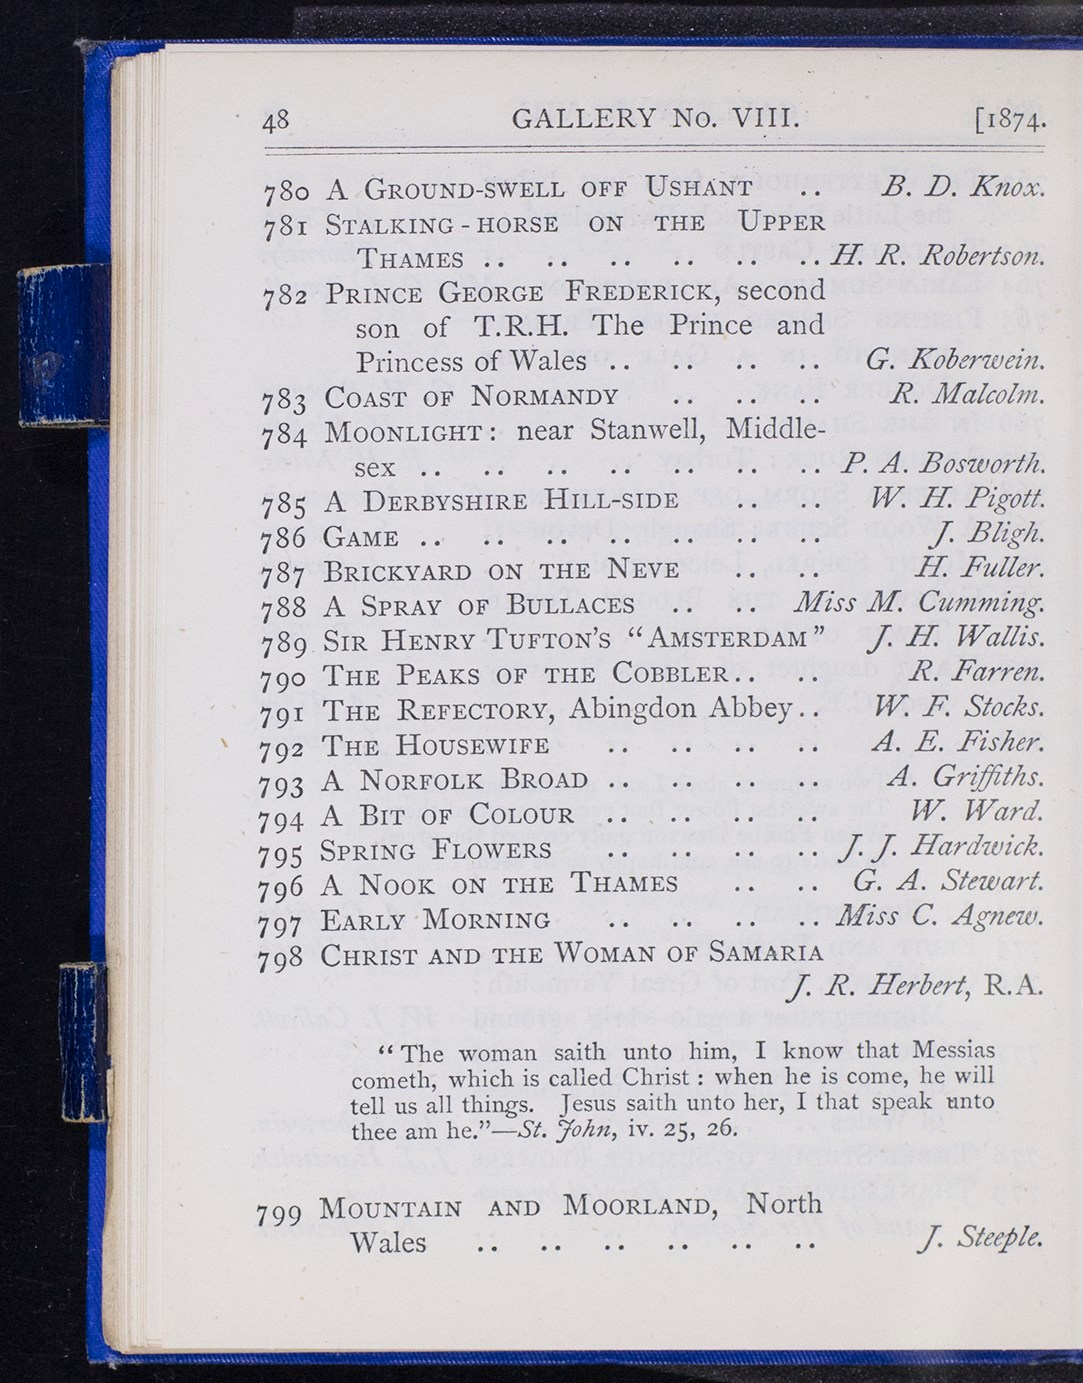 48 GALLERY No. VIII. [1874.
780 A GROUND-SWELL OFF USHANT .. B. D. Knox.
781 STALKING-HORSE ON THE UPPER
THAMES .. .. .. .. .. .. H. R. Robertson.
782 PRINCE GEORGE FREDERICK, second
son of T.R.H. The Prince and
Princess of Wales .. .. .. .. G. Koberwein.
783 COAST OF NORMANDY .. .. .. R. Malcolm.
784 MOONLIGHT: near Stanwell, Middle-
sex .. .. .. .. .. .. .. P. A. Bosworth.
785 A DERBYSHIRE HILL-SIDE .. .. W. H. Pigott.
786 GAME .. .. .. .. .. .. .. J. Bligh.
787 BRICKYARD ON THE NEVE .. .. H. Fuller.
788 A SPRAY OF BULLACES .. .. Miss M. Cumming.
789 SIR HENRY TUFTON'S “AMSTERDAM” J. H. Wallis.
790 THE PEAKS OF THE COBBLER.. .. R. Farren.
791 THE REFECTORY, Abingdon Abbey.. W. F. Stocks.
792 THE HOUSEWIFE .. .. .. .. A. E. Fisher.
793 A NORFOLK BROAD .. .. .. .. A. Griffiths.
794 A BIT OF COLOUR .. .. .. .. W. Ward.
795 SPRING FLOWERS .. .. .. .. J. J. Hardwick.
796 A NOOK ON THE THAMES .. .. G. A. Stewart.
797 EARLY MORNING .. .. .. .. Miss C. Agnew.
798 CHRIST AND THE WOMAN OF SAMARIA
J. R. Herbert, R.A.
“The woman saith unto him, I know that Messias
cometh, which is called Christ: when he is come, he will
tell us all things. Jesus saith unto her, I that speak unto
thee am he.”—St. John, iv. 25, 26.
799 MOUNTAIN AND MOORLAND, North
Wales .. .. .. .. .. .. J. Steeple.